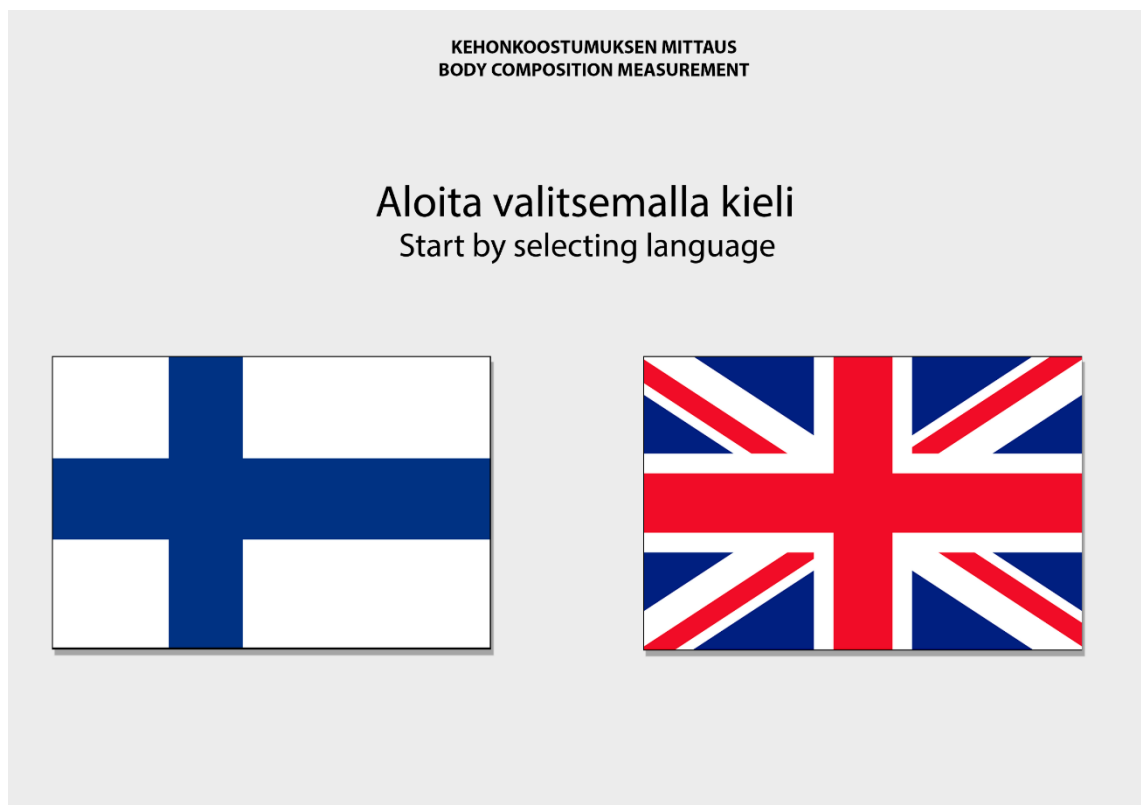 KEHONKOOSTUMUKSEN MITTAUS
BODY COMPOSITION MEASUREMENT
Aloita valitsemalla kieli
Start by selecting language